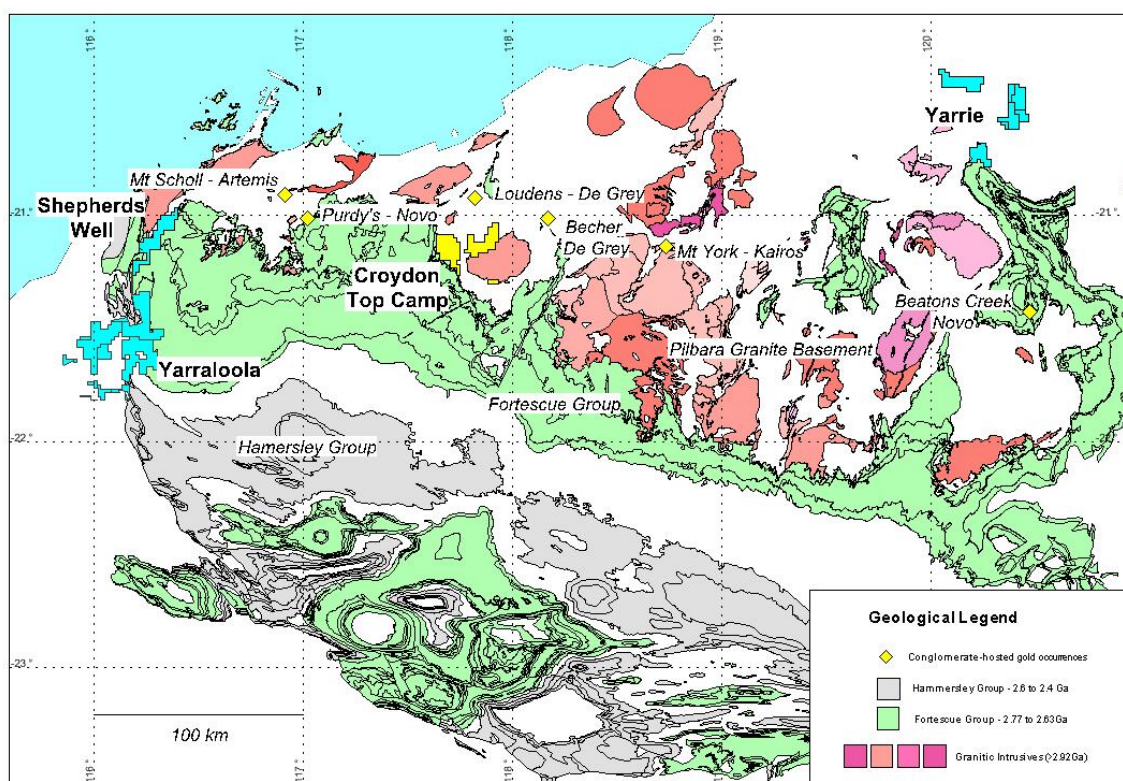 116 °
117 °
118 °
119 °
120 °
Yarrie
Mt Scholl - Artemis
Loudens - De Grey
Shepherds
Well
-21 °
Purdy's - Novo
Becher
De Grey
-21 °
Mt York - Kairos
Croydon
Top Camp
Beatons Creek
Novo
Yarraloola
Pilbara Granite Basement
Fortescue Group
-22 °
Hamersley Group
-23 °
100 km
116 °
117 °
118 °
Geological Legend
Conglomerate-hosted gold occurrences
Hammersley Group - 2.6 to 2.4 Ga
Fortescue Group - 2.77 to 2.63Ga
Granitic Intrusives (>2.92Ga)